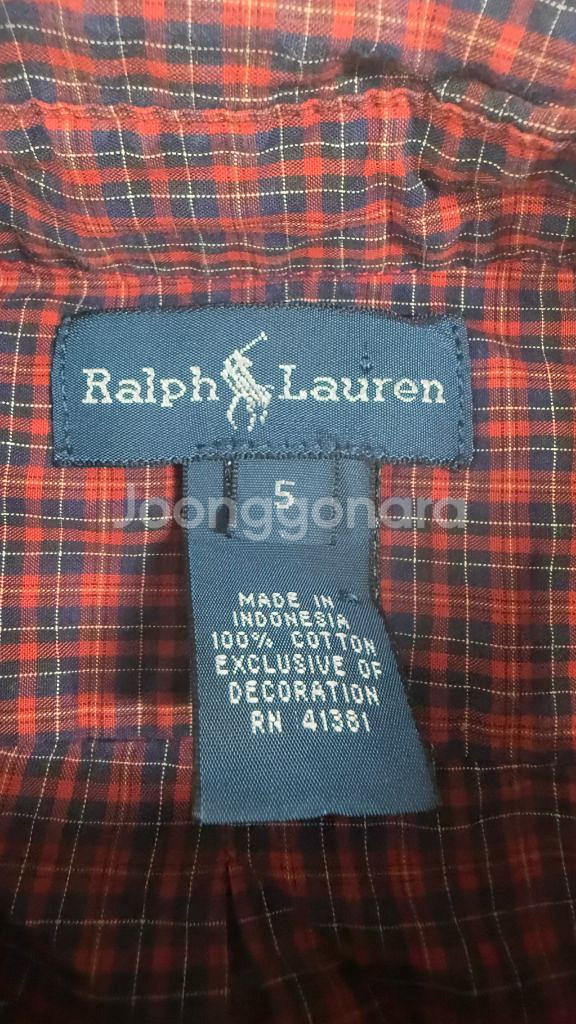 Ralph Lauren
5
Joonggonara
MADE IN
INDONESIA
100% COTTON
EXCLUSIVE OF
DECORATION
RN 41381